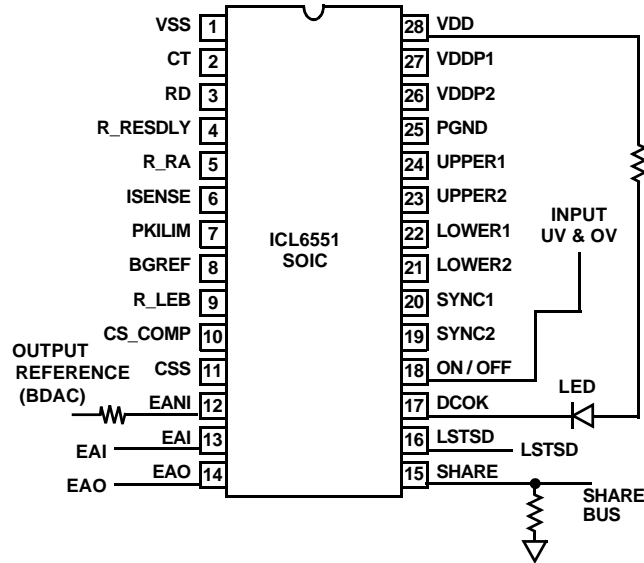 VSS 1
CT 2
RD 3
R_RESDLY 4
R_RA 5
ISENSE 6
PKILIM 7
BGREF 8
R_LEB 9
CS_COMP 10
CSS 11
EANI 12
EAI 13
EAO 14
OUTPUT
REFERENCE
(BDAC)
EAI
EAO
ICL6551
SOIC
28 VDD
27 VDDP1
26 VDDP2
25 PGND
24 UPPER1
23 UPPER2
22 LOWER1
21 LOWER2
20 SYNC1
19 SYNC2
18 ON / OFF
17 DCOK
16 LSTSD
15 SHARE
INPUT
UV & OV
LED
LSTSD
SHARE
BUS